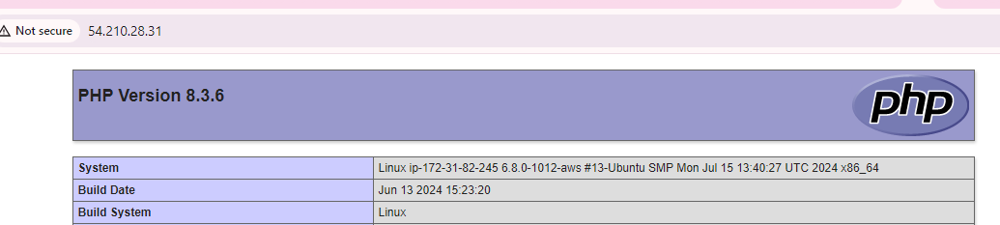 Not secure 54.210.28.31
PHP Version 8.3.6
php
System Linux ip-172-31-82-245 6.8.0-1012-aws #13-Ubuntu SMP Mon Jul 15 13:40:27 UTC 2024 x86_64
Build Date Jun 13 2024 15:23:20
Build System Linux